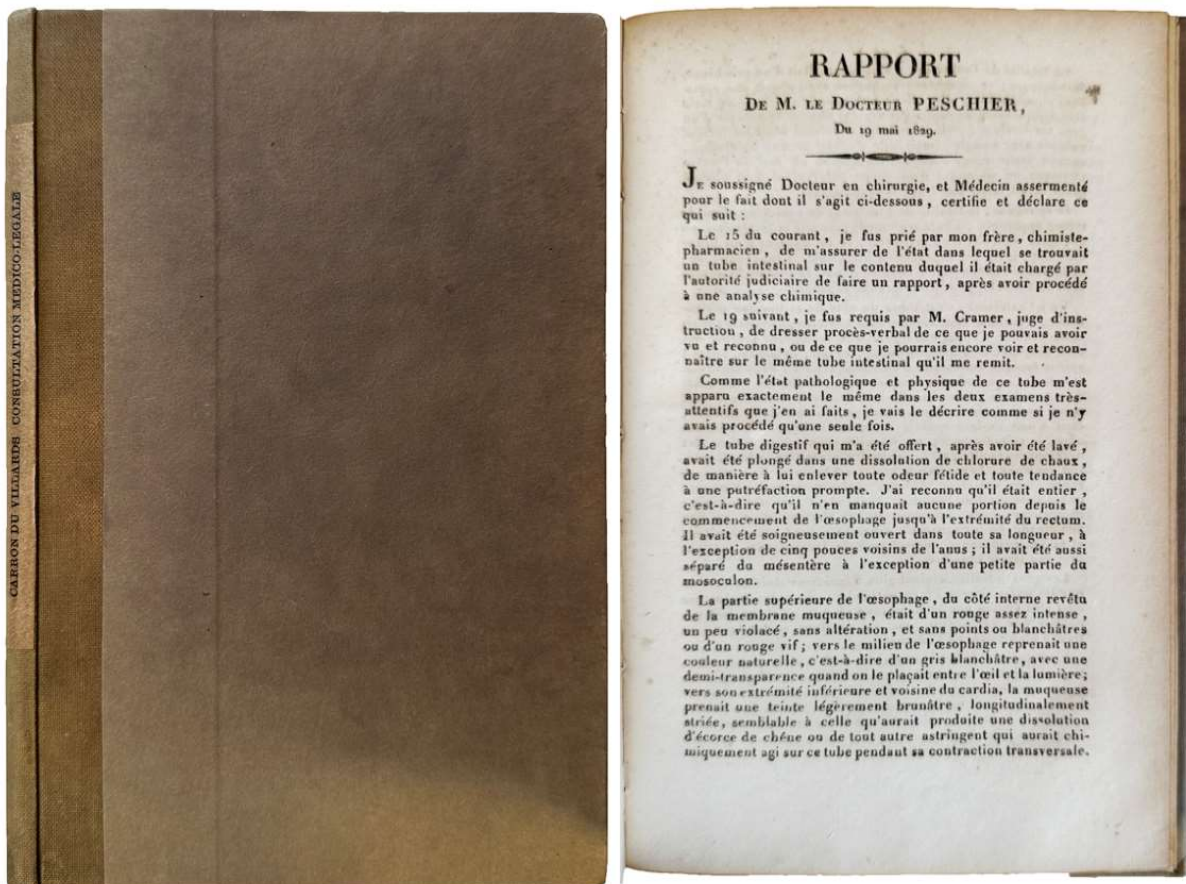 CARRON DU VILLARDS CONSULTATION MEDICO-LEGALE
RAPPORT
DE M. LE DOCTEUR PESCHIER,
Du 19 mai 1829.
JE soussigné Docteur en chirurgie, et Médecin assermenté
pour le fait dont il s'agit ci-dessous, certifie et déclare ce
qui suit :
Le 15 du courant, je fus prié par mon frère, chimiste-
pharmacien, de m'assurer de l'état dans lequel se trouvait
un tube intestinal sur le contenu duquel il était chargé par
l'autorité judiciaire de faire un rapport, après avoir procédé
à une analyse chimique.
Le 19 suivant, je fus requis par M. Cramer, juge d'ins-
truction, de dresser procès-verbal de ce que je pouvais avoir
vu et reconnu, ou de ce que je pourrais encore voir et recon-
naître sur le même tube intestinal qu'il me remit.
Comme l'état pathologique et physique de ce tube m'est
apparu exactement le même dans les deux examens très-
attentifs que j'en ai faits, je vais le décrire comme si je n'y
avais procédé qu'une seule fois.
Le tube digestif qui m'a été offert, après avoir été lavé,
avait été plongé dans une dissolution de chlorure de chaux,
de manière à lui enlever toute odeur fétide et toute tendance
à une putréfaction prompte. J'ai reconnu qu'il était entier,
c'est-à-dire qu'il n'en manquait aucune portion depuis le
commencement de l'œsophage jusqu'à l'extrémité du rectum.
Il avait été soigneusement ouvert dans toute sa longueur, à
l'exception de cinq pouces voisins de l'anus ; il avait été aussi
séparé du mésentère à l'exception d'une petite partie du
mosocolon.
La partie supérieure de l'œsophage, du côté interne revêtu
de la membrane muqueuse, était d'un rouge assez intense,
un peu violacé, sans altération, et sans points ou blanchâtres
ou d'un rouge vif ; vers le milieu de l'œsophage reprenait une
couleur naturelle, c'est-à-dire d'un gris blanchâtre, avec une
demi-transparence quand on le plaçait entre l'œil et la lumière ;
vers son extrémité inférieure et voisine du cardia, la muqueuse
prenait une teinte légèrement brunâtre, longitudinalement
striée, semblable à celle qu'aurait produite une dissolution
d'écorce de chêne ou de tout autre astringent qui aurait chi-
miquement agi sur ce tube pendant sa contraction transversale.